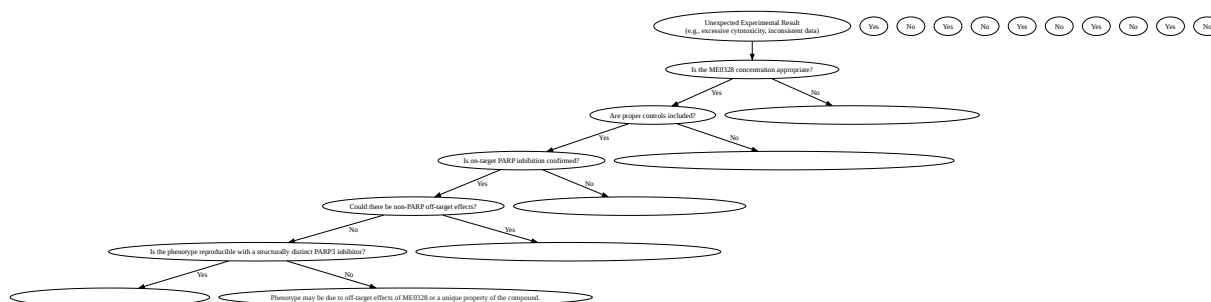 Unexpected Experimental Result
(e.g., excessive cytotoxicity, inconsistent data)
Yes
No
Yes
No
Yes
No
Yes
No
Yes
No
Is the ME0328 concentration appropriate?
Yes
No
Are proper controls included?
Yes
No
Is on-target PARP inhibition confirmed?
Yes
No
Could there be non-PARP off-target effects?
No
Yes
Is the phenotype reproducible with a structurally distinct PARP3 inhibitor?
Yes
No
Phenotype may be due to off-target effects of ME0328 or a unique property of the compound.